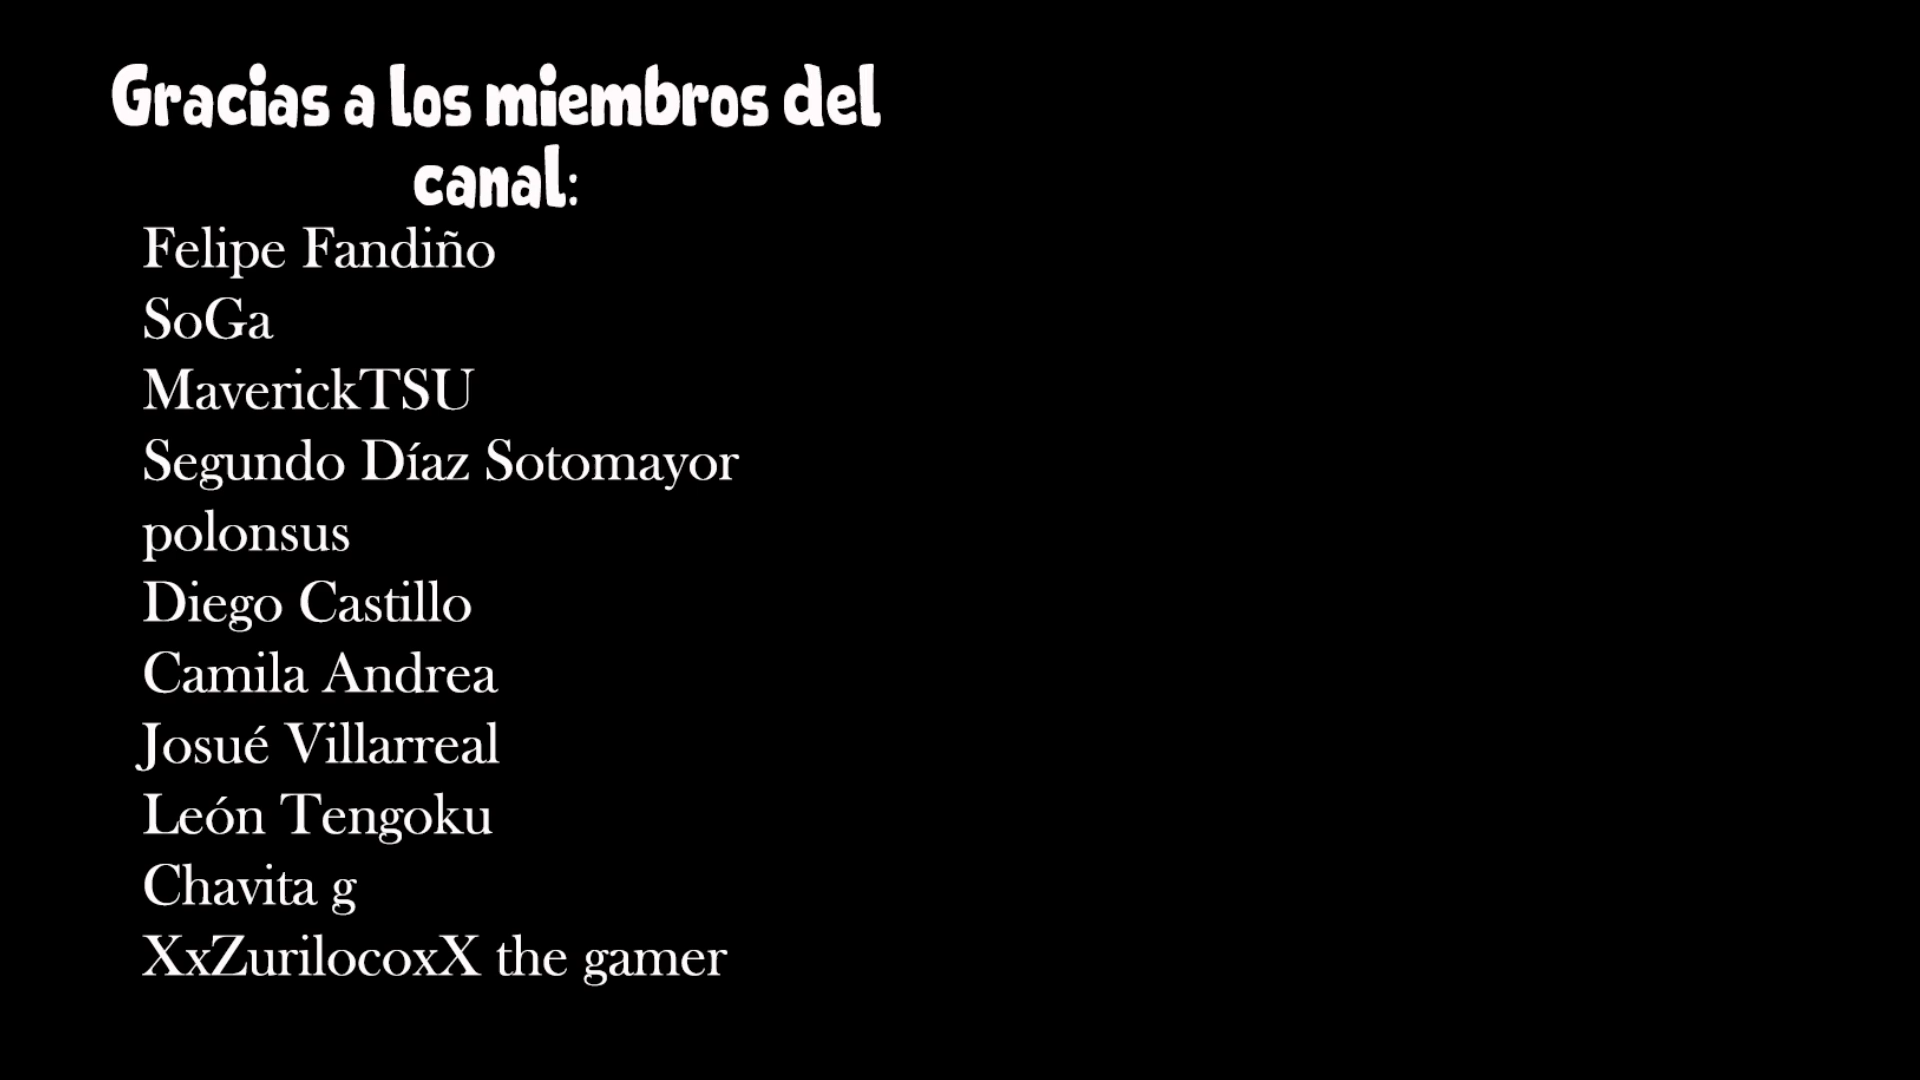 Gracias a los miembros del
canal:
Felipe Fandiño
SoGa
MaverickTSU
Segundo Díaz Sotomayor
polonsus
Diego Castillo
Camila Andrea
Josué Villarreal
León Tengoku
Chavita g
XxZurilocoxX the gamer